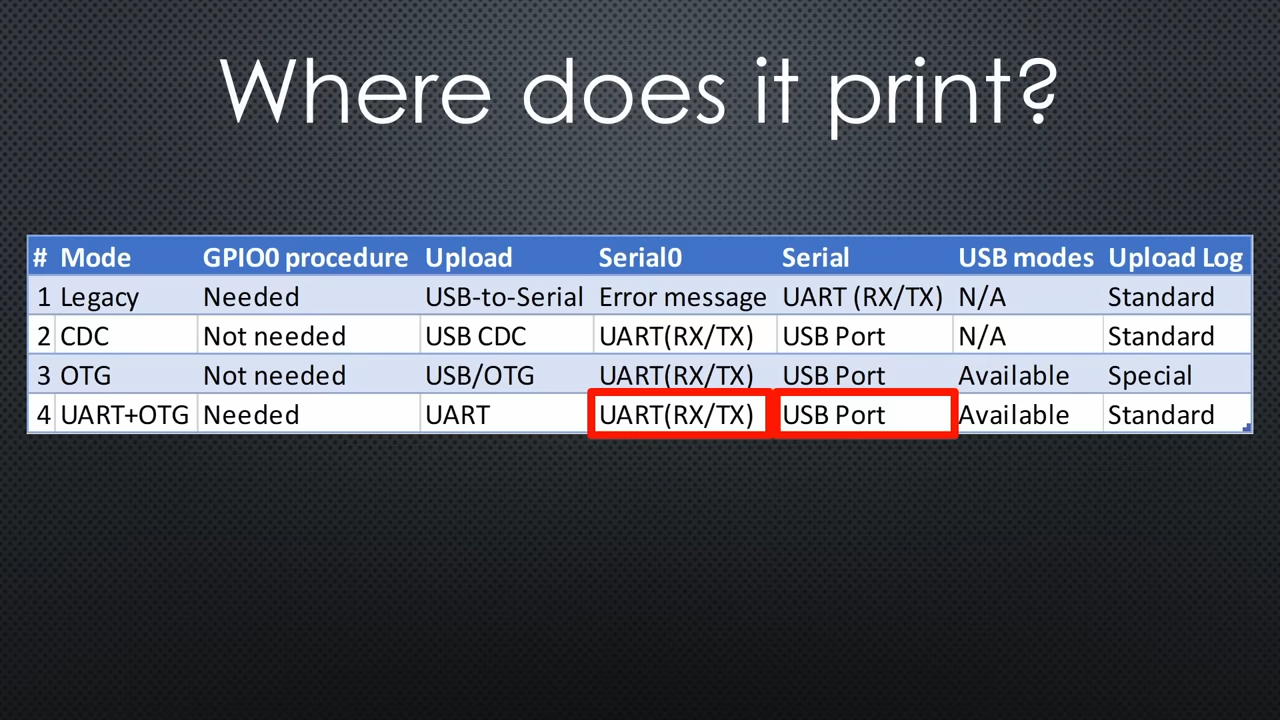 Where does it print?
# Mode GPIO0 procedure Upload Serial0 Serial USB modes Upload Log
1 Legacy Needed USB-to-Serial Error message UART (RX/TX) N/A Standard
2 CDC Not needed USB CDC UART(RX/TX) USB Port N/A Standard
3 OTG Not needed USB/OTG UART(RX/TX) USB Port Available Special
4 UART+OTG Needed UART UART(RX/TX) USB Port Available Standard